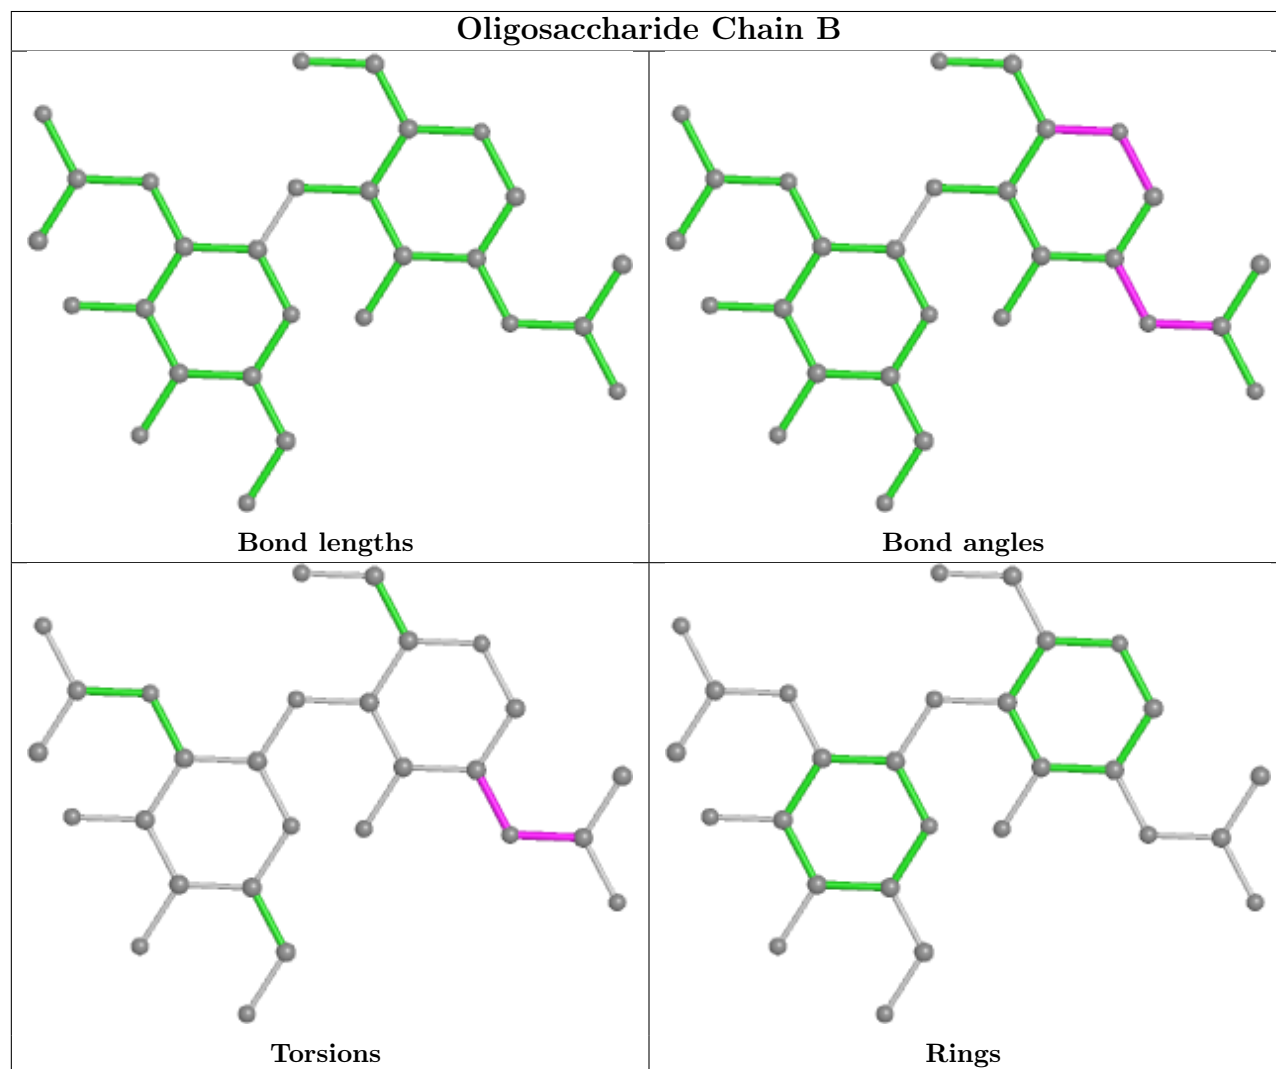 Oligosaccharide Chain B
Bond lengths
Bond angles
Torsions
Rings